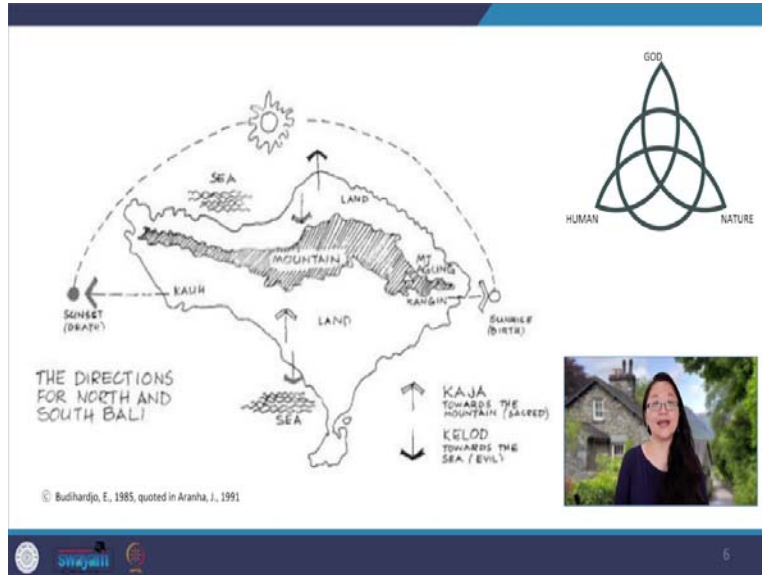 GOD
HUMAN
NATURE
SEA
LAND
MOUNTAIN
MT
AGUNG
KANGIN
KAUH
SUNSET
(DEATH)
SUNRISE
(BIRTH)
LAND
SEA
THE DIRECTIONS
FOR NORTH AND
SOUTH BALI
KAJA
TOWARDS THE
MOUNTAIN (SACRED)
KELOD
TOWARDS THE
SEA / EVIL)
© Budihardjo, E., 1985, quoted in Aranha, J., 1991
swayam
6